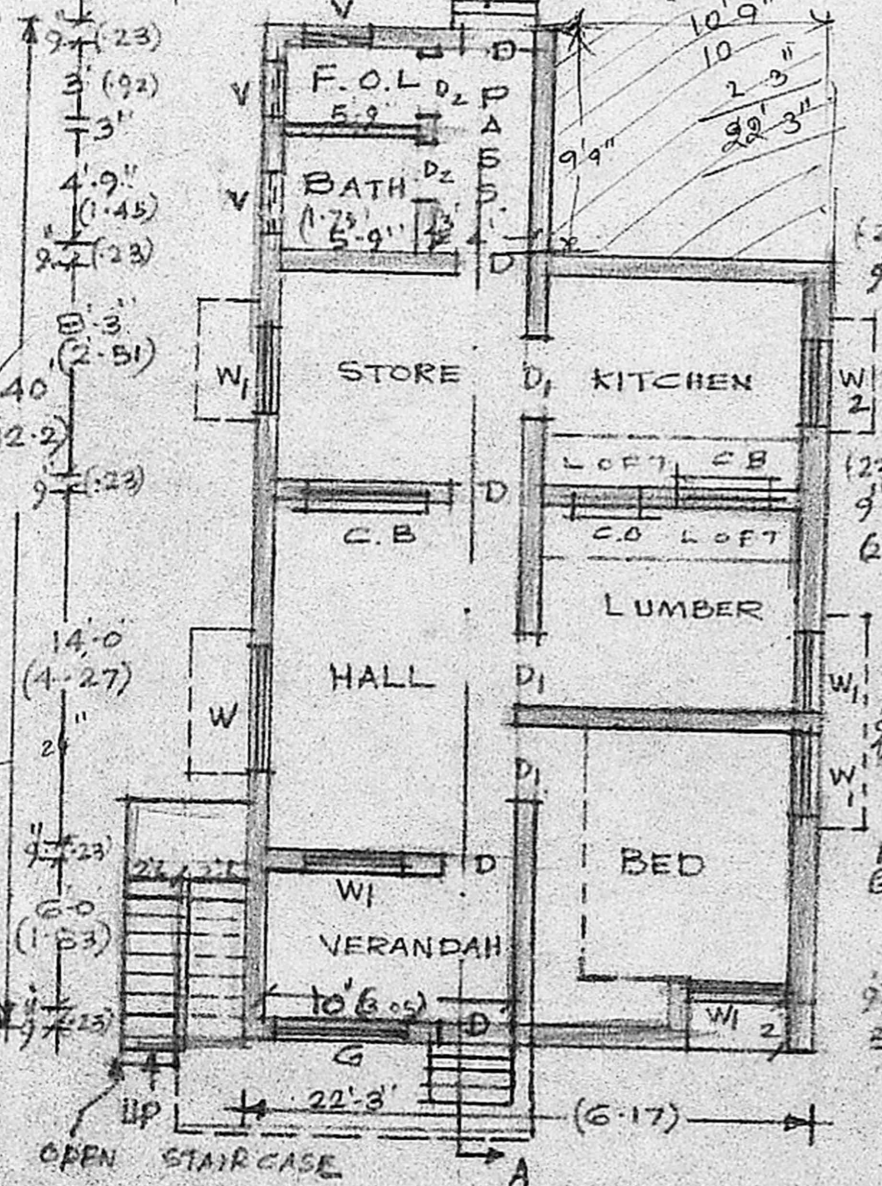 V
10'9"
10
2 3"
22' 3"
9" (.23)
3' (.92)
3"
4'.9"
(1.45)
9" (.23)
8'-3"
(2.51)
40'
9" (.23)
14'-0"
(4.27)
9" (.23)
6-0
9" (.23)
D
V
F.O.L
D2
5'-9"
PASS.
9'9"
V
BATH
D2
5'-9"
D
W1
STORE
D1
KITCHEN
W2
LOFT
C B
D
C.B
LOFT
LUMBER
HALL
D1
W1
W
D1
W1
BED
D
W1
VERANDAH
10' (3.05)
D
W1
2
G
UP
22'-3"
(6.17)
OPEN STAIRCASE
A